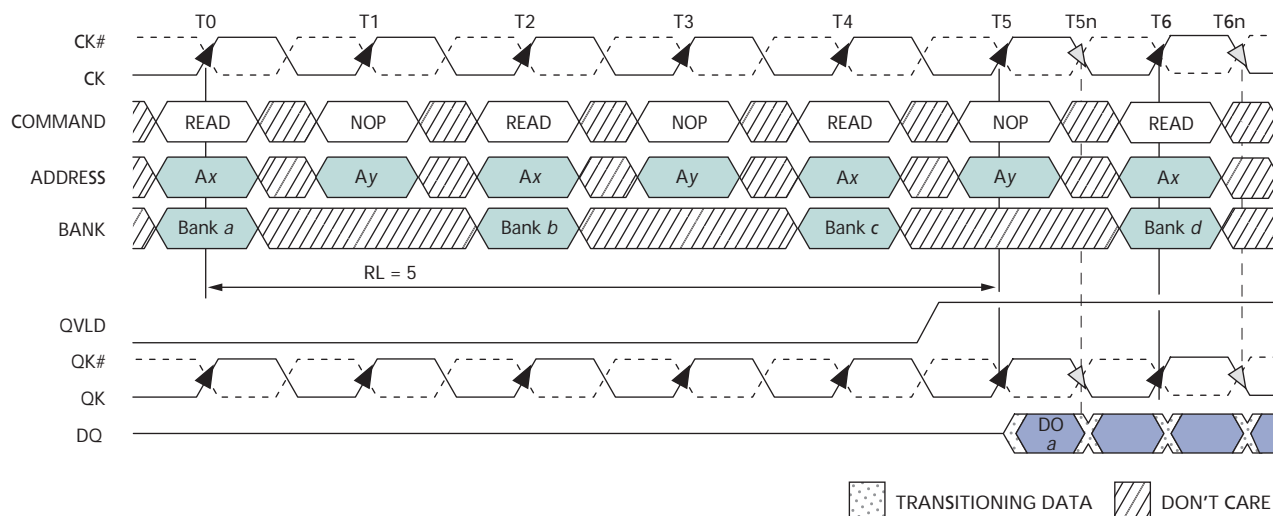 T0 T1 T2 T3 T4 T5 T5n T6 T6n
CK#
CK
COMMAND READ NOP READ NOP READ NOP READ
ADDRESS Ax Ay Ax Ay Ax Ay Ax
BANK Bank a Bank b Bank c Bank d
RL = 5
QVLD
QK#
QK
DQ DO
a
TRANSITIONING DATA DON'T CARE